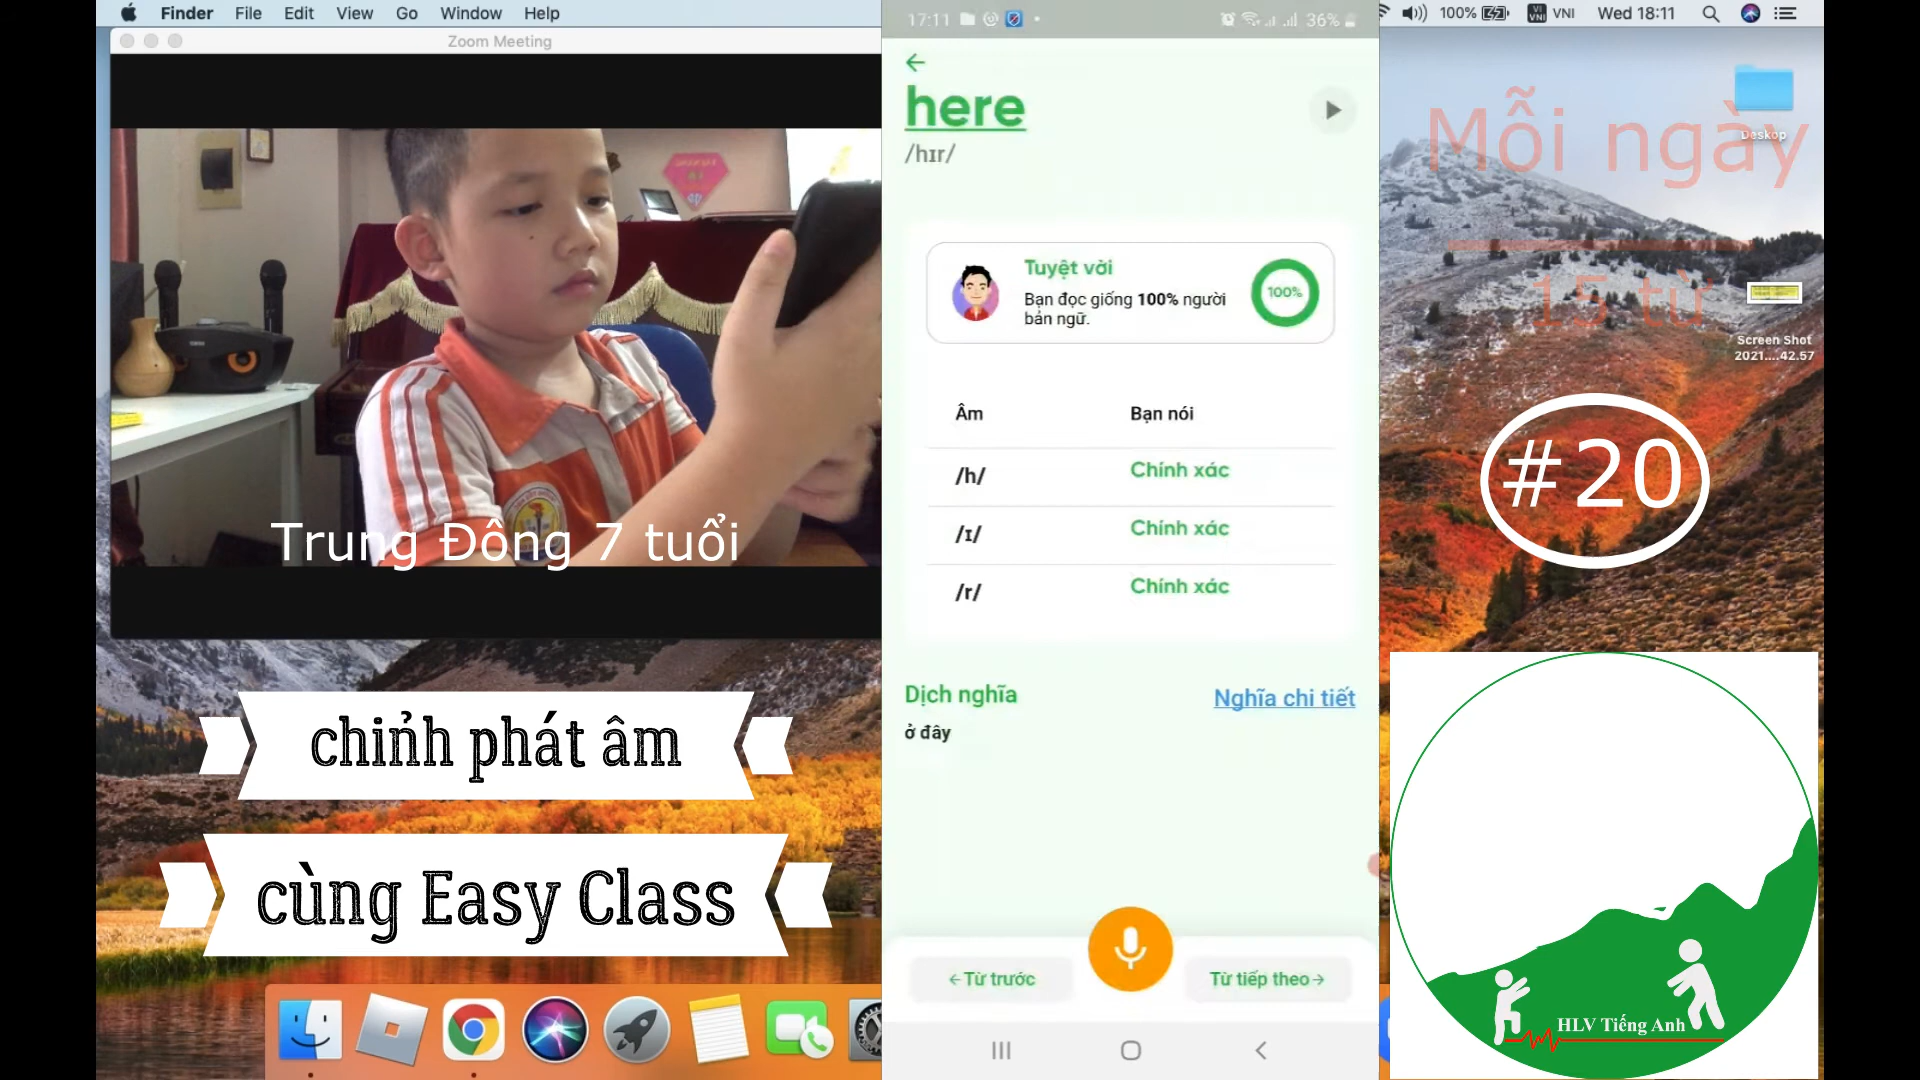 Finder File Edit View Go Window Help
Zoom Meeting
Trung Đông 7 tuổi
chỉnh phát âm
cùng Easy Class
17:11
36%
here
/hɪr/
Tuyệt vời
Bạn đọc giống 100% người
bản ngữ.
100%
Âm Bạn nói
/h/ Chính xác
/ɪ/ Chính xác
/r/ Chính xác
Dịch nghĩa Nghĩa chi tiết
ở đây
←Từ trước
Từ tiếp theo→
100% VI VNI VNI Wed 18:11
Mỗi ngày
Deskop
15 từ
Screen Shot
2021....42.57
#20
HLV Tiếng Anh